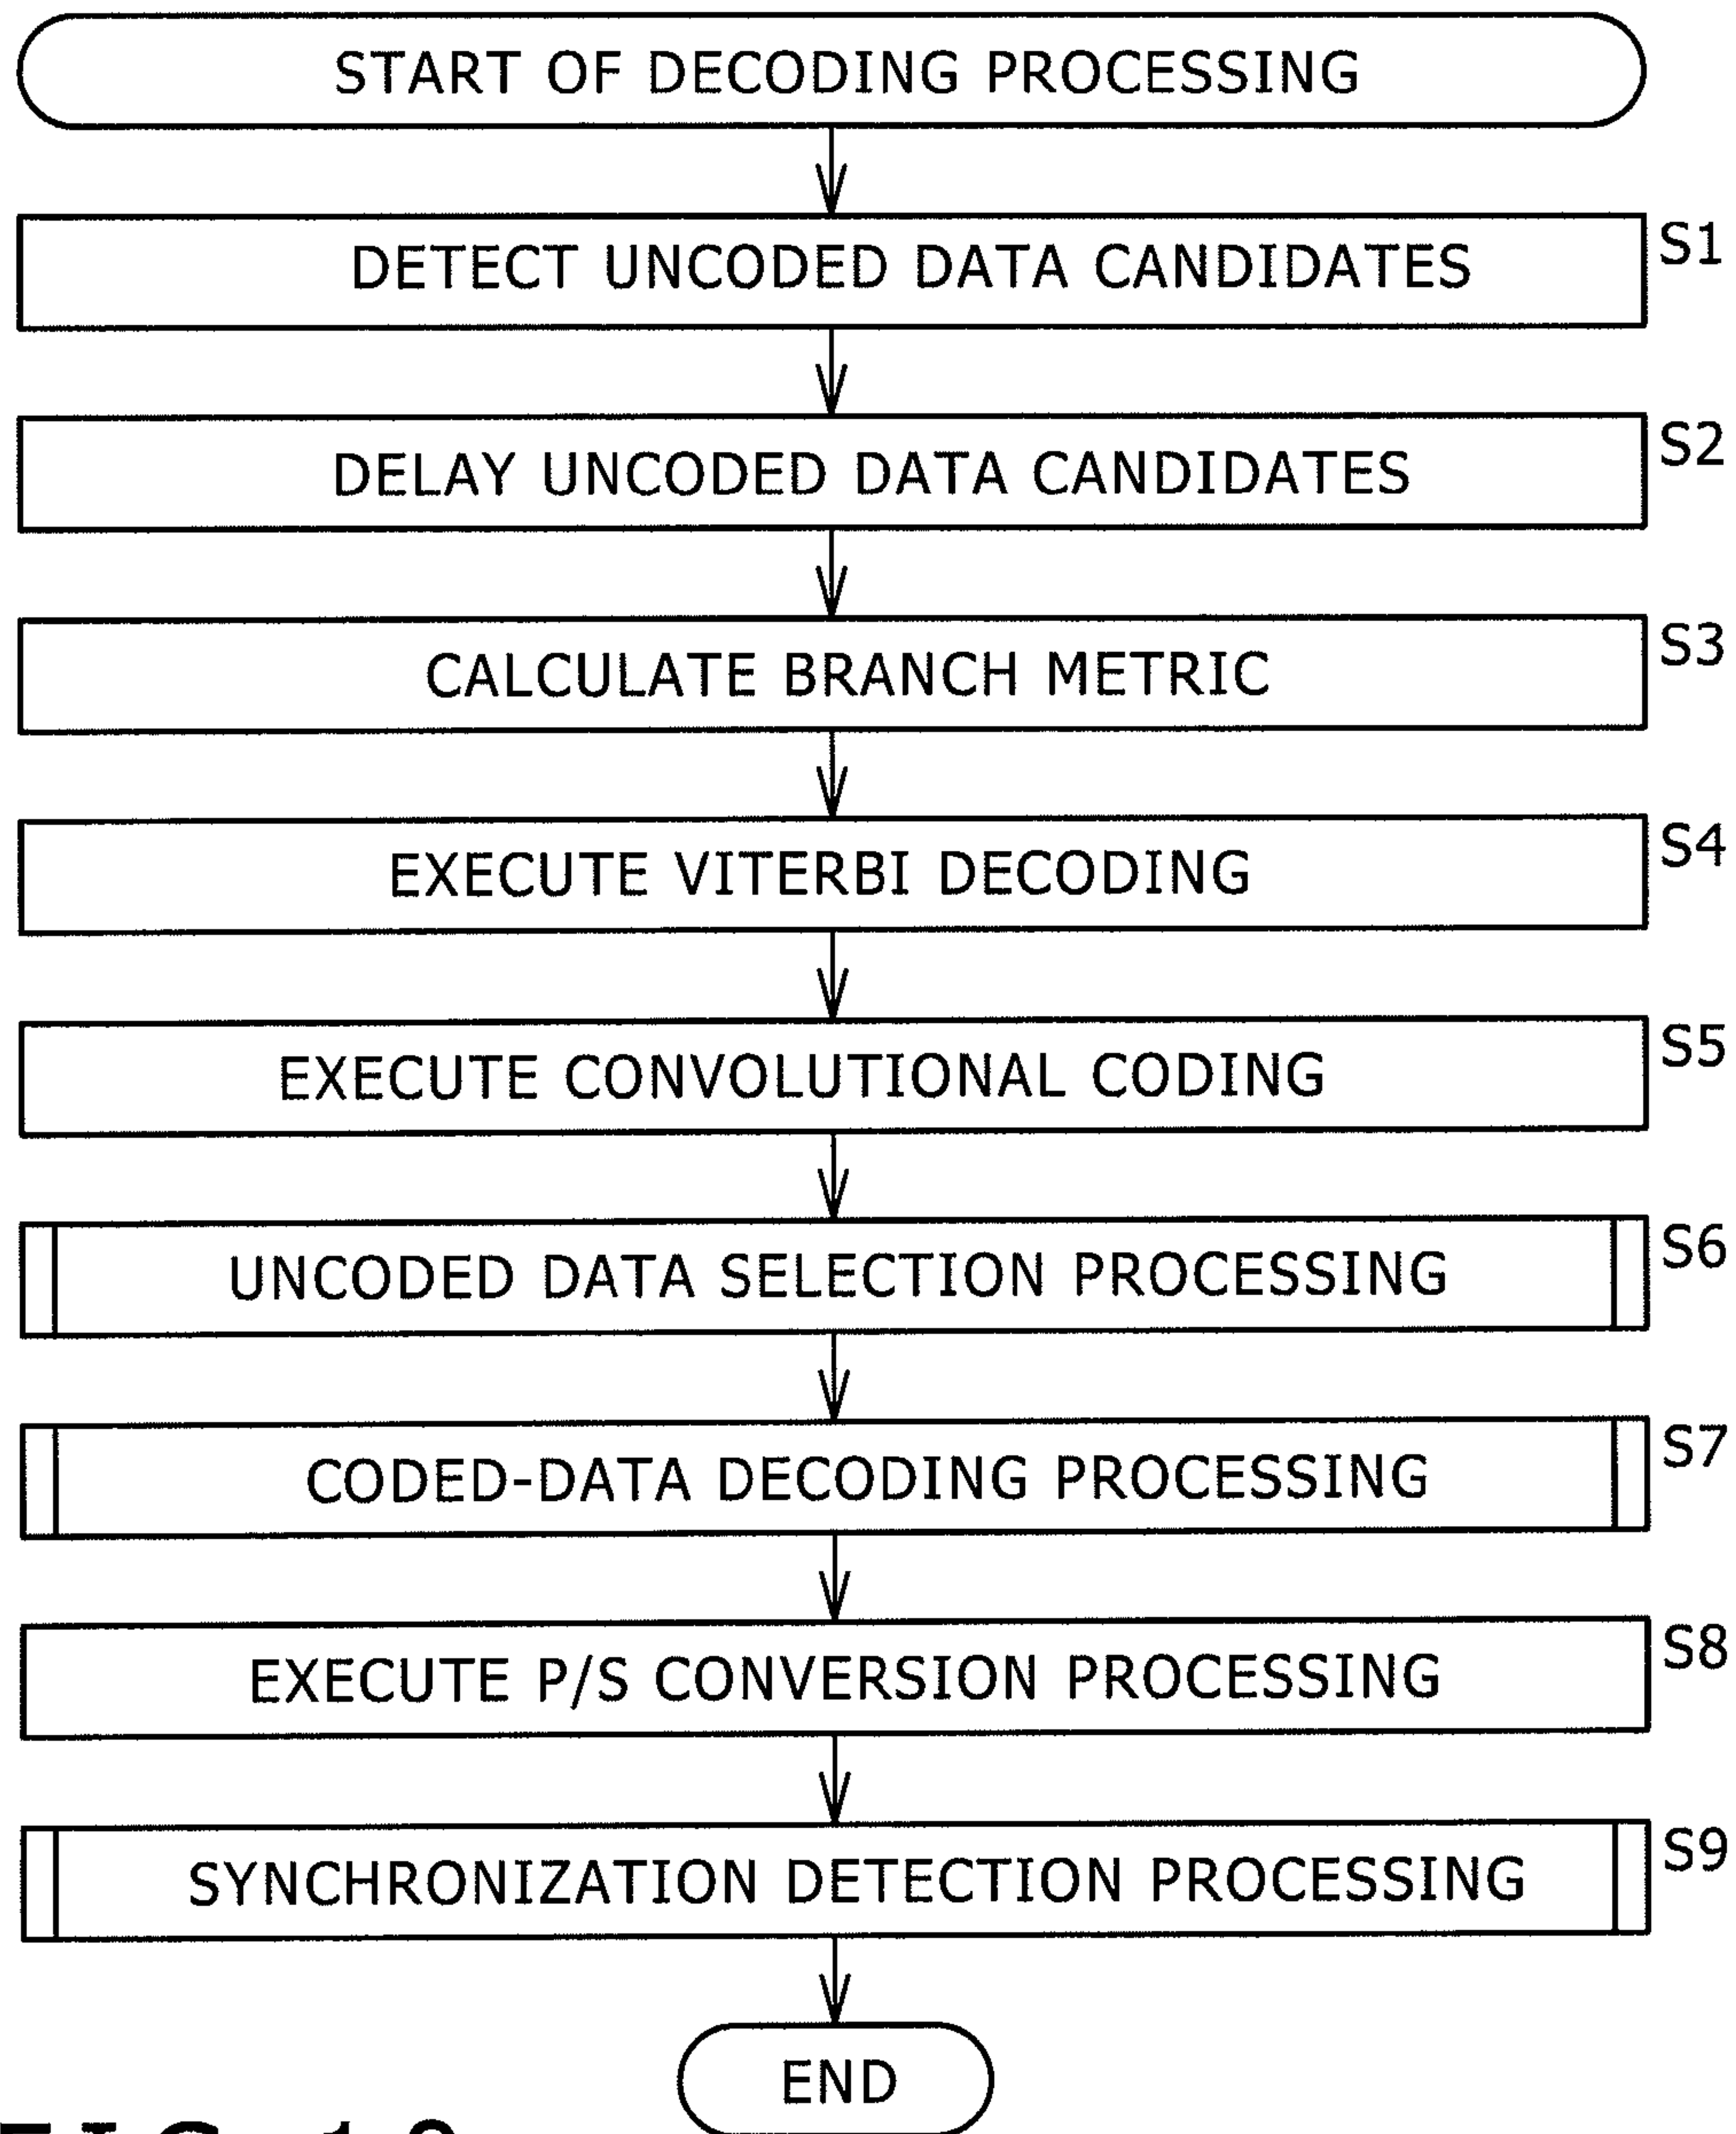 START OF DECODING PROCESSING
DETECT UNCODED DATA CANDIDATES S1
DELAY UNCODED DATA CANDIDATES S2
CALCULATE BRANCH METRIC S3
EXECUTE VITERBI DECODING S4
EXECUTE CONVOLUTIONAL CODING S5
UNCODED DATA SELECTION PROCESSING S6
CODED-DATA DECODING PROCESSING S7
EXECUTE P/S CONVERSION PROCESSING S8
SYNCHRONIZATION DETECTION PROCESSING S9
END